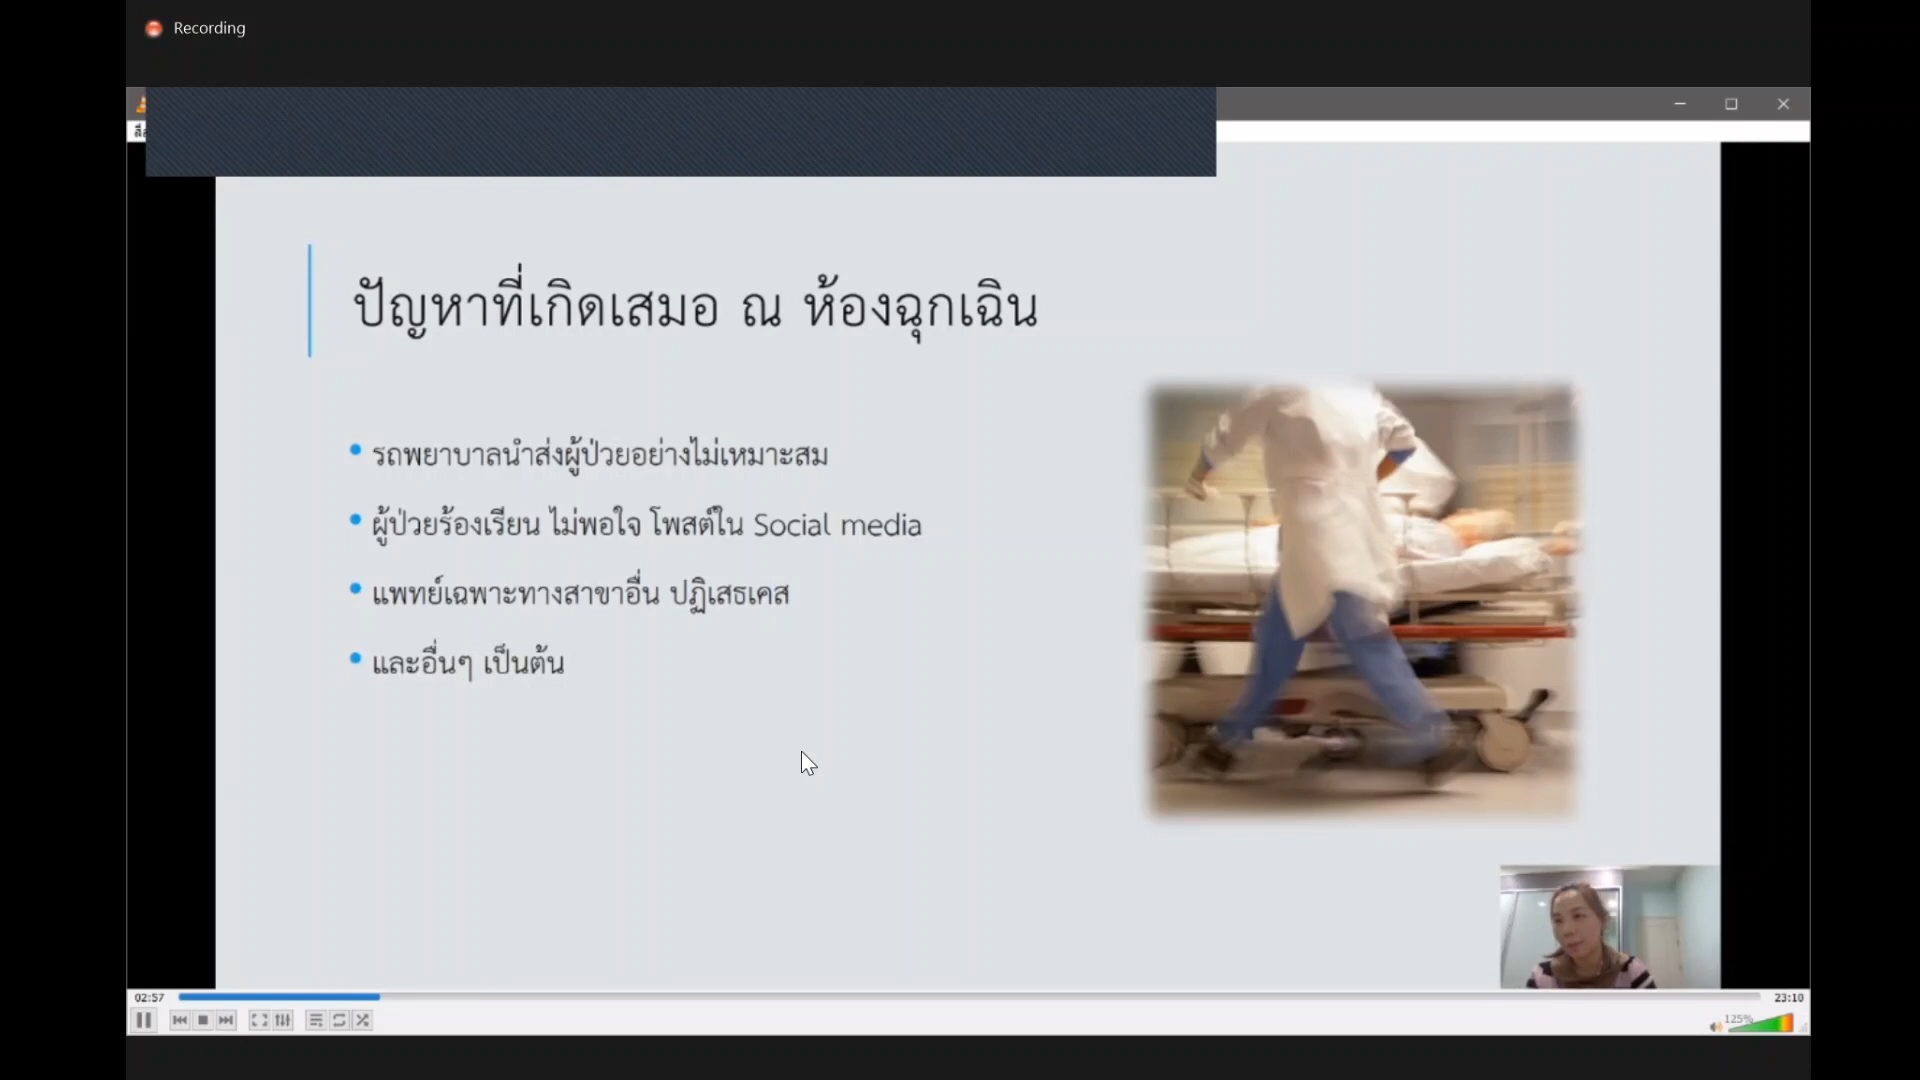 Recording
ปัญหาที่เกิดเสมอ ณ ห้องฉุกเฉิน
รถพยาบาลนำส่งผู้ป่วยอย่างไม่เหมาะสม
ผู้ป่วยร้องเรียน ไม่พอใจ โพสต์ใน Social media
แพทย์เฉพาะทางสาขาอื่น ปฏิเสธเคส
และอื่นๆ เป็นต้น
02:57
23:10
125%